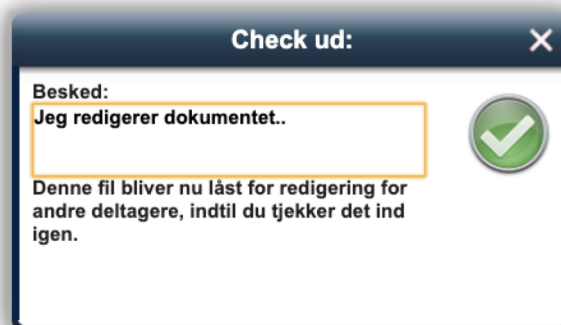 Check ud:
Besked:
Jeg redigerer dokumentet..
Denne fil bliver nu låst for redigering for
andre deltagere, indtil du tjekker det ind
igen.